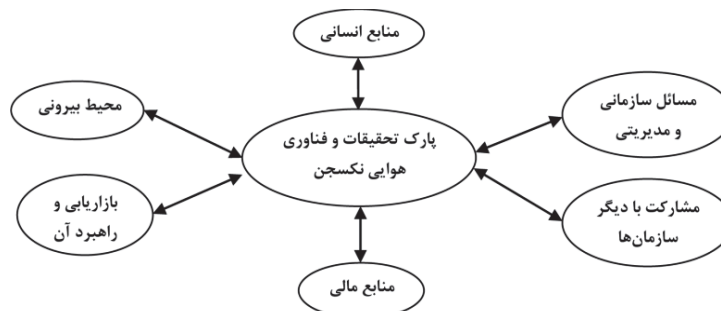 منابع انسانی
مسائل سازمانی
و مدیریتی
محیط بیرونی
پارک تحقیقات و فناوری
هوایی نکسجن
مشارکت با دیگر
سازمان‌ها
بازاریابی و
راهبرد آن
منابع مالی